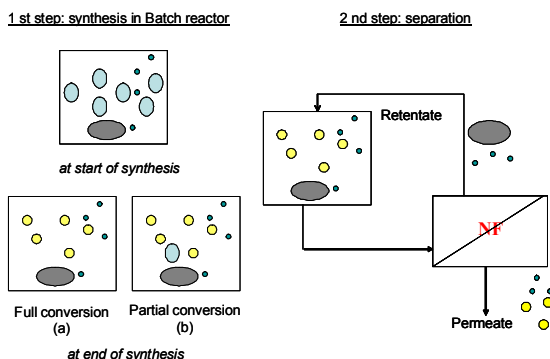 1 st step: synthesis in Batch reactor
at start of synthesis
Full conversion
(a)
Partial conversion
(b)
at end of synthesis
2 nd step: separation
Retentate
NF
Permeate